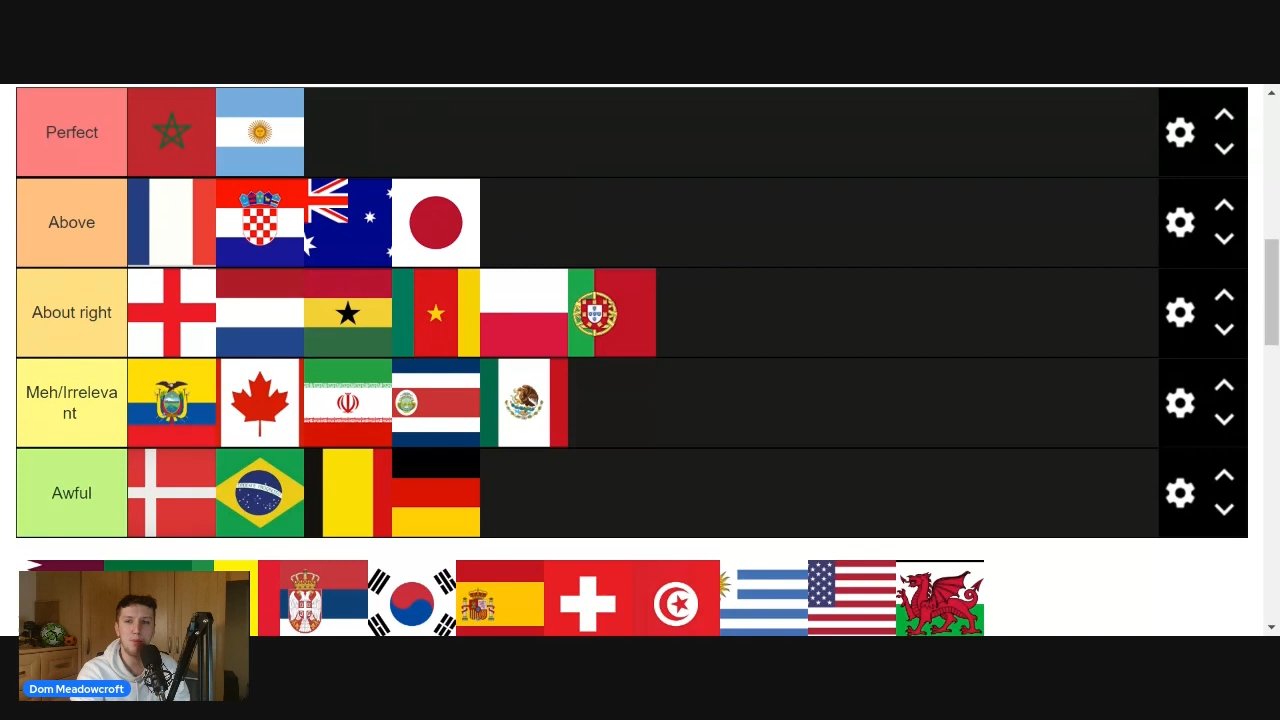 Perfect
Above
About right
Meh/Irreleva
nt
Awful
Dom Meadowcroft